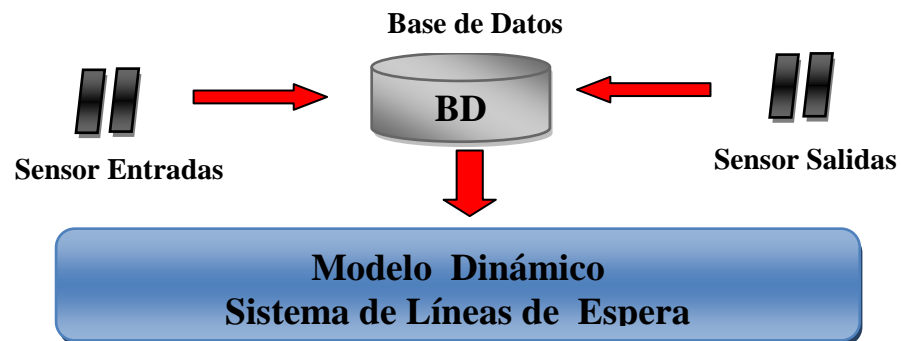 Base de Datos
BD
Sensor Entradas
Sensor Salidas
Modelo Dinámico
Sistema de Líneas de Espera